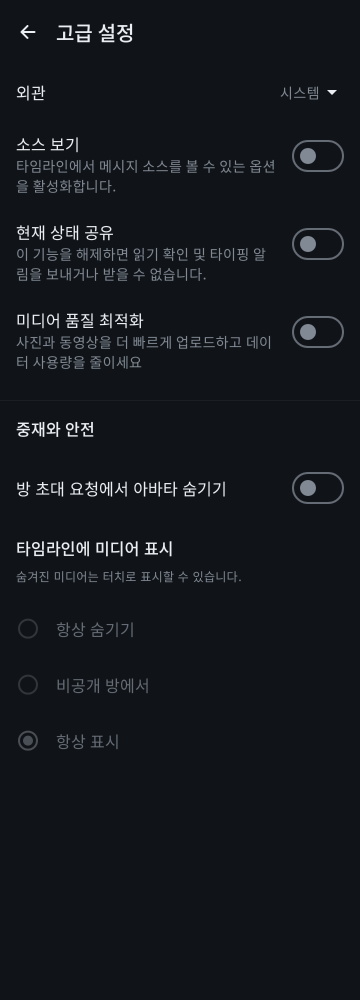 고급 설정
외관
시스템
소스 보기
타임라인에서 메시지 소스를 볼 수 있는 옵션
을 활성화합니다.
현재 상태 공유
이 기능을 해제하면 읽기 확인 및 타이핑 알
림을 보내거나 받을 수 없습니다.
미디어 품질 최적화
사진과 동영상을 더 빠르게 업로드하고 데이
터 사용량을 줄이세요
중재와 안전
방 초대 요청에서 아바타 숨기기
타임라인에 미디어 표시
숨겨진 미디어는 터치로 표시할 수 있습니다.
항상 숨기기
비공개 방에서
항상 표시